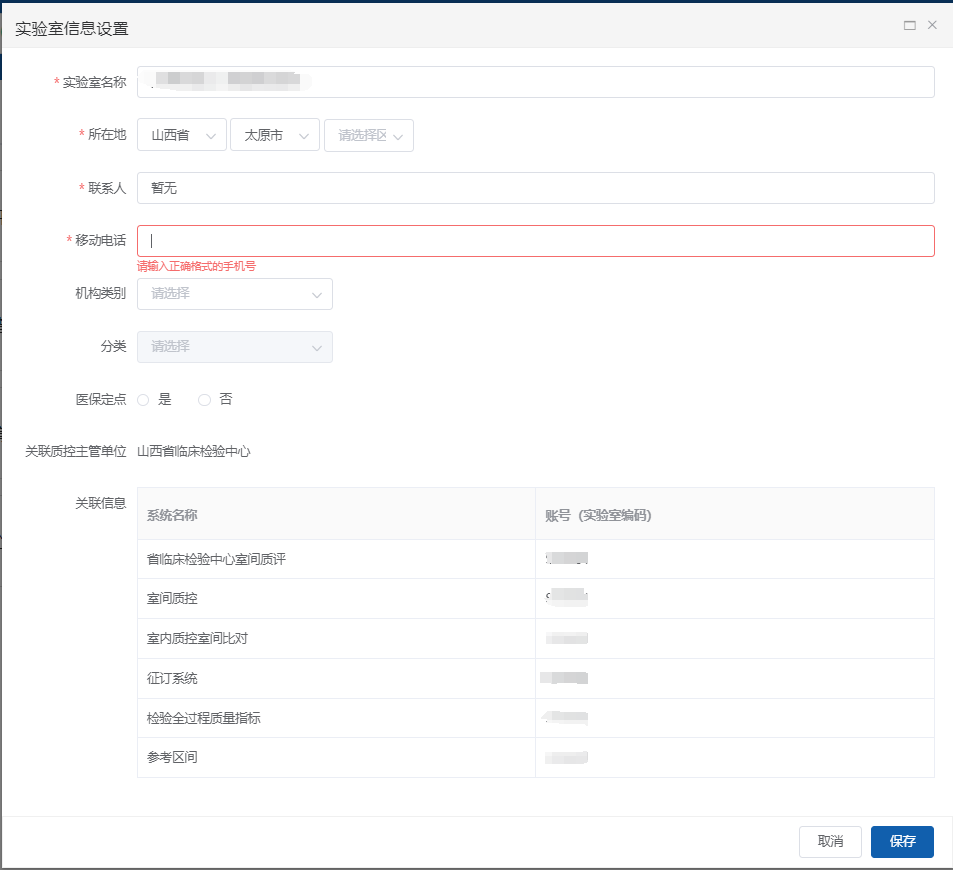 实验室信息设置
*实验室名称
*所在地 山西省 太原市 请选择区
*联系人 暂无
*移动电话
请输入正确格式的手机号
机构类别 请选择
分类 请选择
医保定点 是 否
关联质控主管单位 山西省临床检验中心
关联信息
系统名称 账号（实验室编码）
省临床检验中心室间质评
室间质控
室内质控室间比对
征订系统
检验全过程质量指标
参考区间
取消 保存